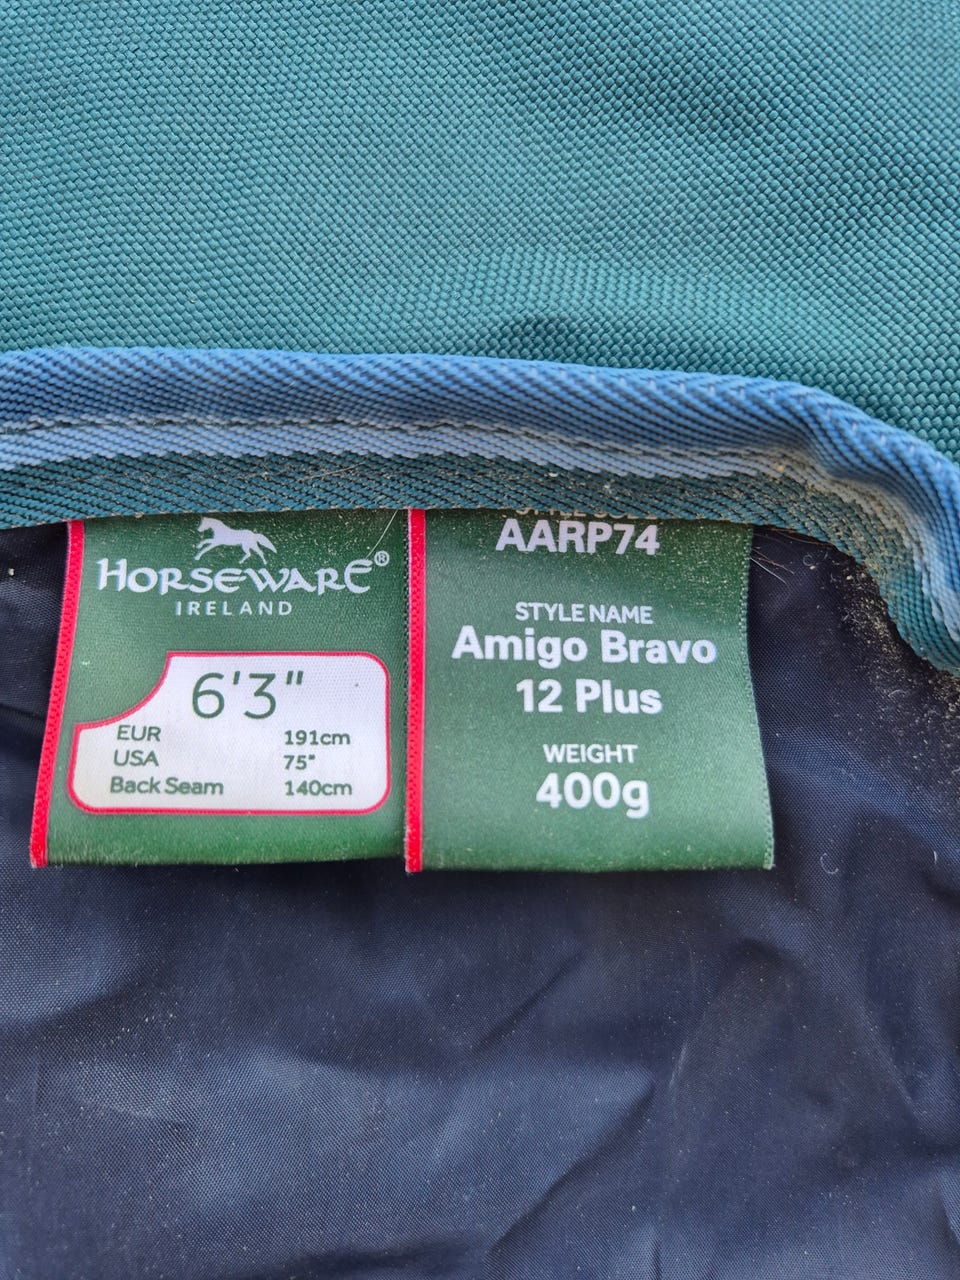 HORSEWARE®
IRELAND
6'3"
EUR 191cm
USA 75"
Back Seam 140cm
AARP74
STYLE NAME
Amigo Bravo
12 Plus
WEIGHT
400g